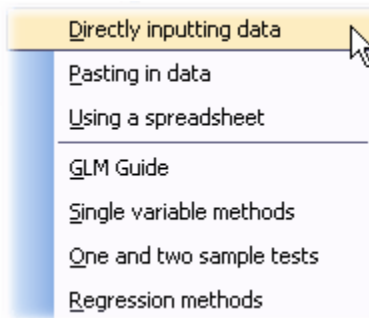 Directly inputting data
Pasting in data
Using a spreadsheet
GLM Guide
Single variable methods
One and two sample tests
Regression methods